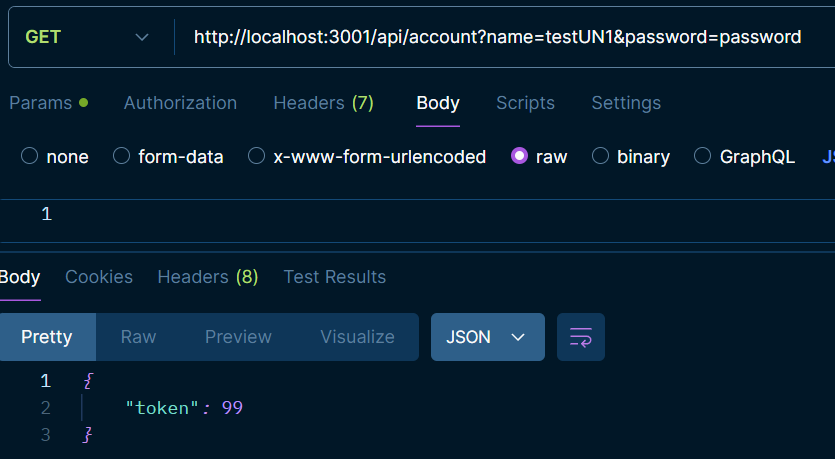 GET http://localhost:3001/api/account?name=testUN1&password=password
Params Authorization Headers (7) Body Scripts Settings
none form-data x-www-form-urlencoded raw binary GraphQL JS
1
Body Cookies Headers (8) Test Results
Pretty Raw Preview Visualize JSON
1 {
2 "token": 99
3 }